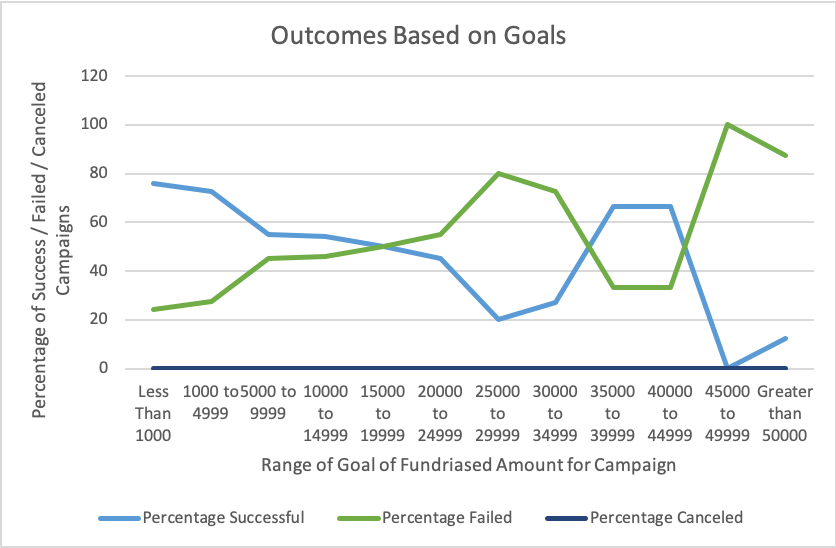 Outcomes Based on Goals
Percentage of Success / Failed / Canceled
Campaigns
120
100
80
60
40
20
0
Less Than 1000
1000 to 4999
5000 to 9999
10000 to 14999
15000 to 19999
20000 to 24999
25000 to 29999
30000 to 34999
35000 to 39999
40000 to 44999
45000 to 49999
Greater than 50000
Range of Goal of Fundriased Amount for Campaign
Percentage Successful
Percentage Failed
Percentage Canceled